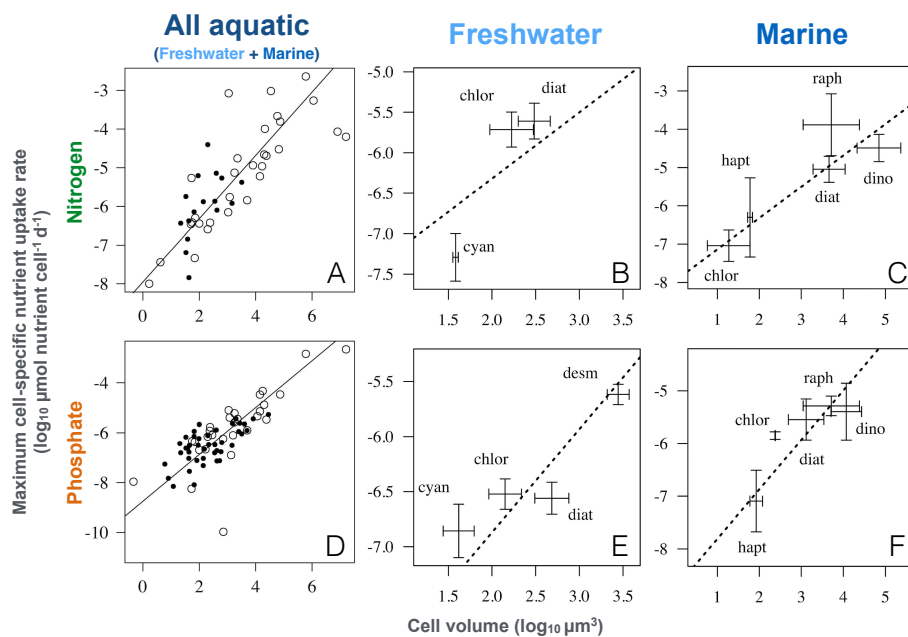 All aquatic
(Freshwater + Marine)
Freshwater
Marine
Maximum cell-specific nutrient uptake rate
(log₁₀ µmol nutrient cell⁻¹ d⁻¹)
Nitrogen
-3
-4
-5
-6
-7
-8
0
2
4
6
A
-5.0
-5.5
-6.0
-6.5
-7.0
-7.5
1.5
2.0
2.5
3.0
3.5
chlor
diat
cyan
B
-3
-4
-5
-6
-7
-8
1
2
3
4
5
raph
hapt
diat
dino
chlor
C
Phosphate
-4
-6
-8
-10
0
2
4
6
D
-5.5
-6.0
-6.5
-7.0
1.5
2.0
2.5
3.0
3.5
desm
chlor
cyan
diat
E
-5
-6
-7
-8
1
2
3
4
5
raph
chlor
dino
diat
hapt
F
Cell volume (log₁₀ µm³)